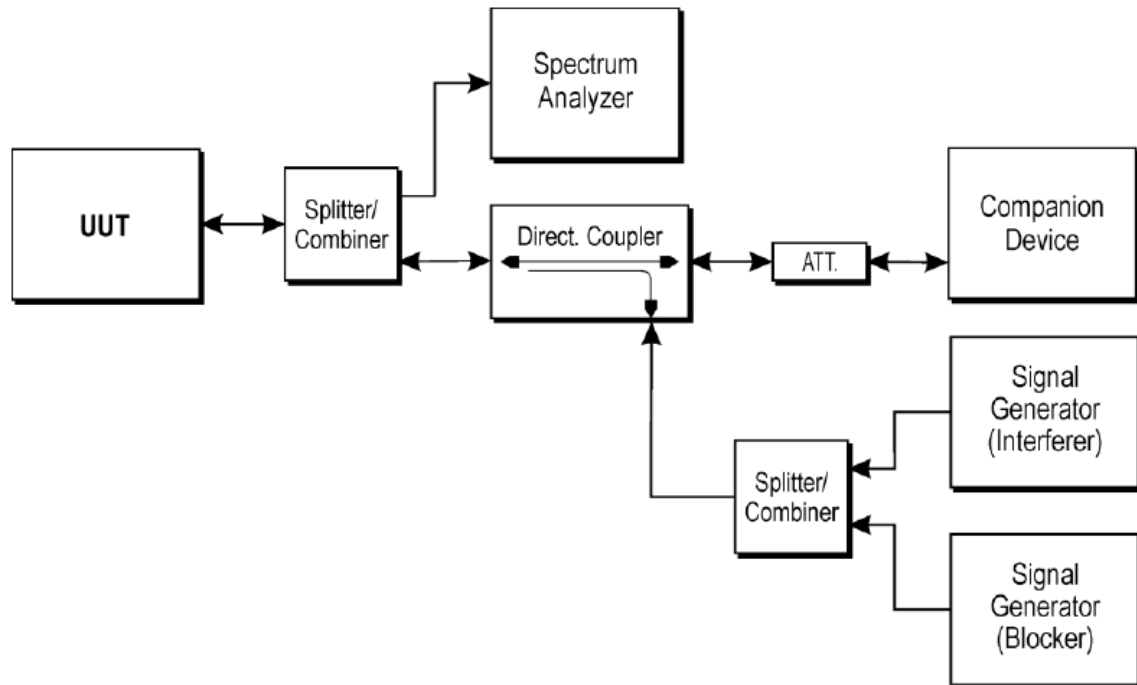 Spectrum
Analyzer
UUT
Splitter/
Combiner
Direct. Coupler
ATT.
Companion
Device
Signal
Generator
(Interferer)
Splitter/
Combiner
Signal
Generator
(Blocker)